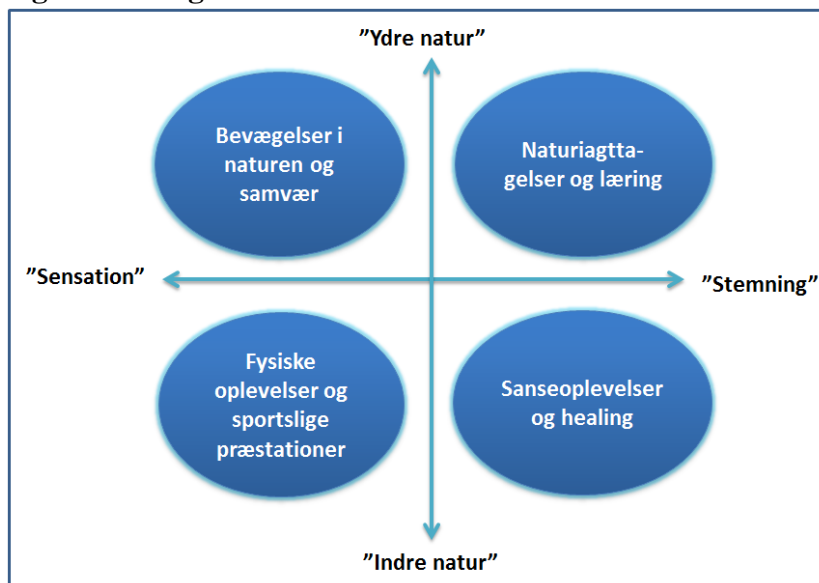 ”Ydre natur”
Bevægelser i
naturen og
samvær
Naturiagtta-
gelser og læring
”Sensation”
”Stemning”
Fysiske
oplevelser og
sportslige
præstationer
Sanseoplevelser
og healing
”Indre natur”